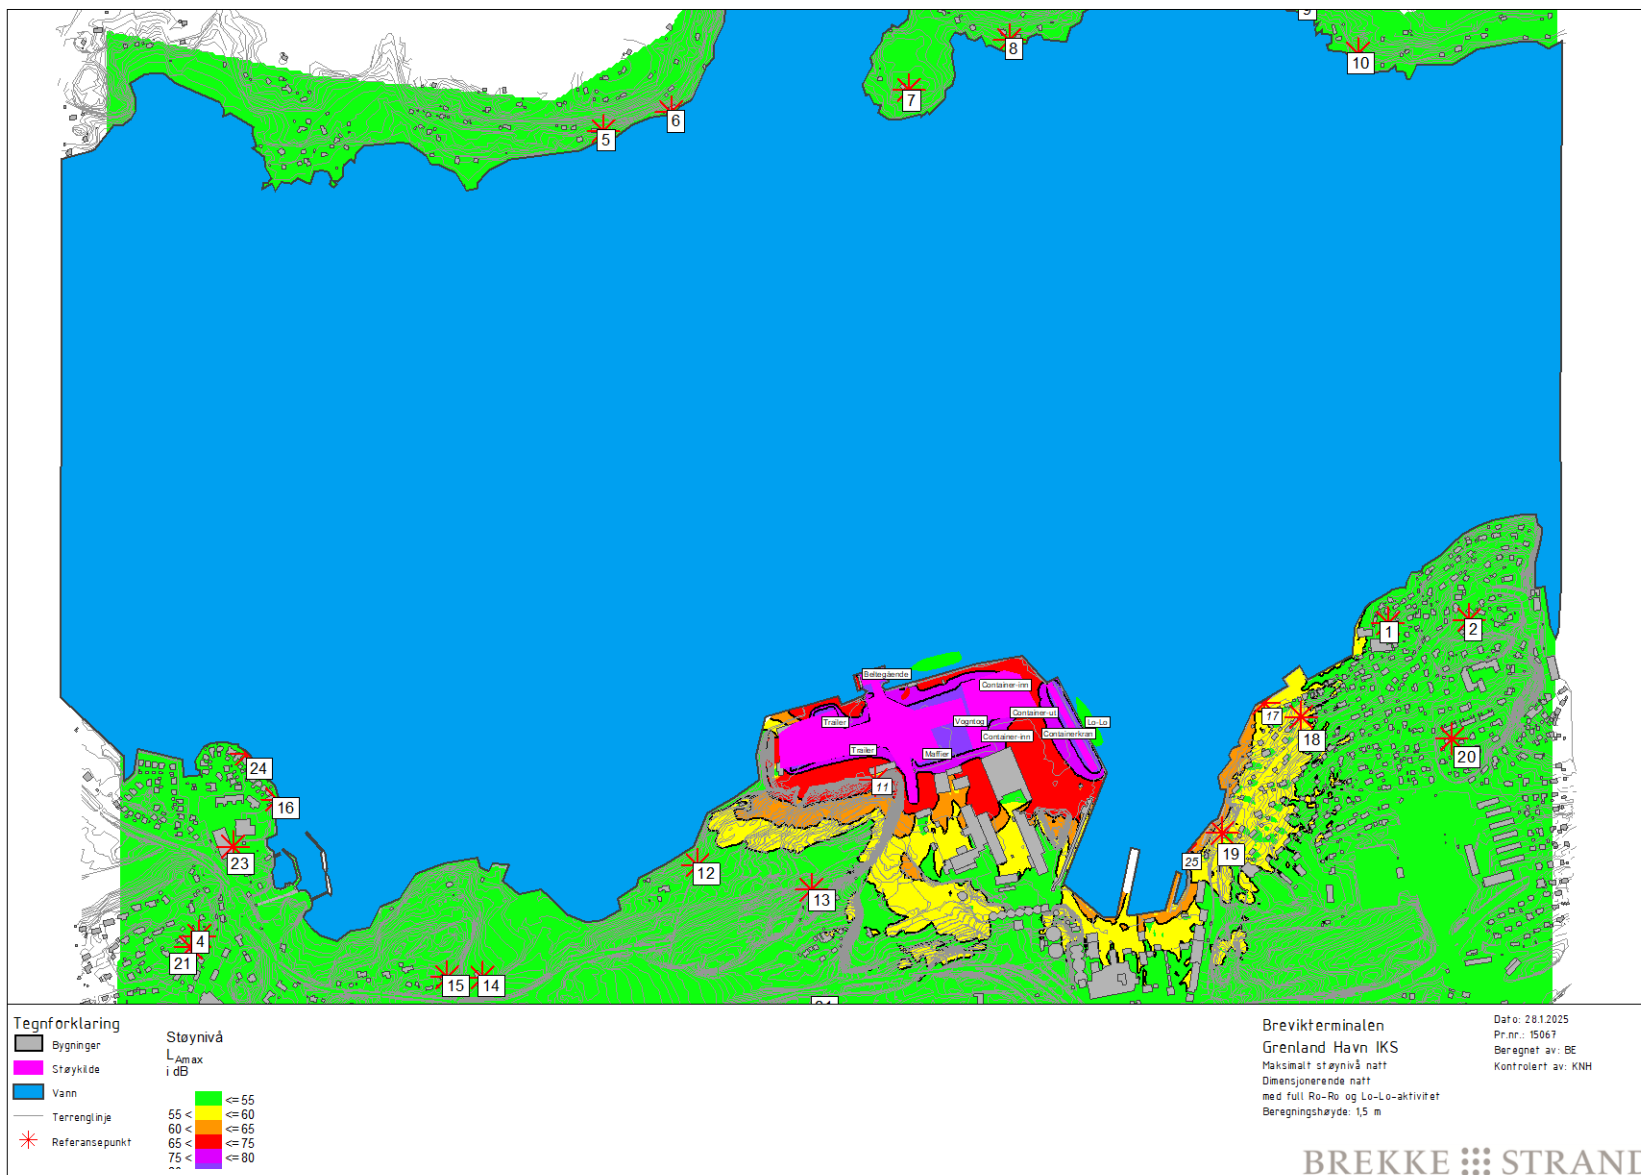 9
8
10
7
6
5
1
2
Beltegående
Container-inn
Trailer
Vogntog
Container-ut
Lo-Lo
Container-inn
Containerkran
Trailer
Maffier
17
18
20
24
11
16
19
25
23
12
13
4
21
15
14
Tegnforklaring
Bygninger
Støykilde
Vann
Terrenglinje
Referansepunkt
Støynivå
LAmax
i dB
<= 55
55 < <= 60
60 < <= 65
65 < <= 75
75 < <= 80
Brevikterminalen
Grenland Havn IKS
Maksimalt støynivå natt
Dimensjonerende natt
med full Ro-Ro og Lo-Lo-aktivitet
Beregningshøyde: 1,5 m
Dato: 28.1.2025
Pr.nr.: 15067
Beregnet av: BE
Kontrolert av: KNH
BREKKE STRAND